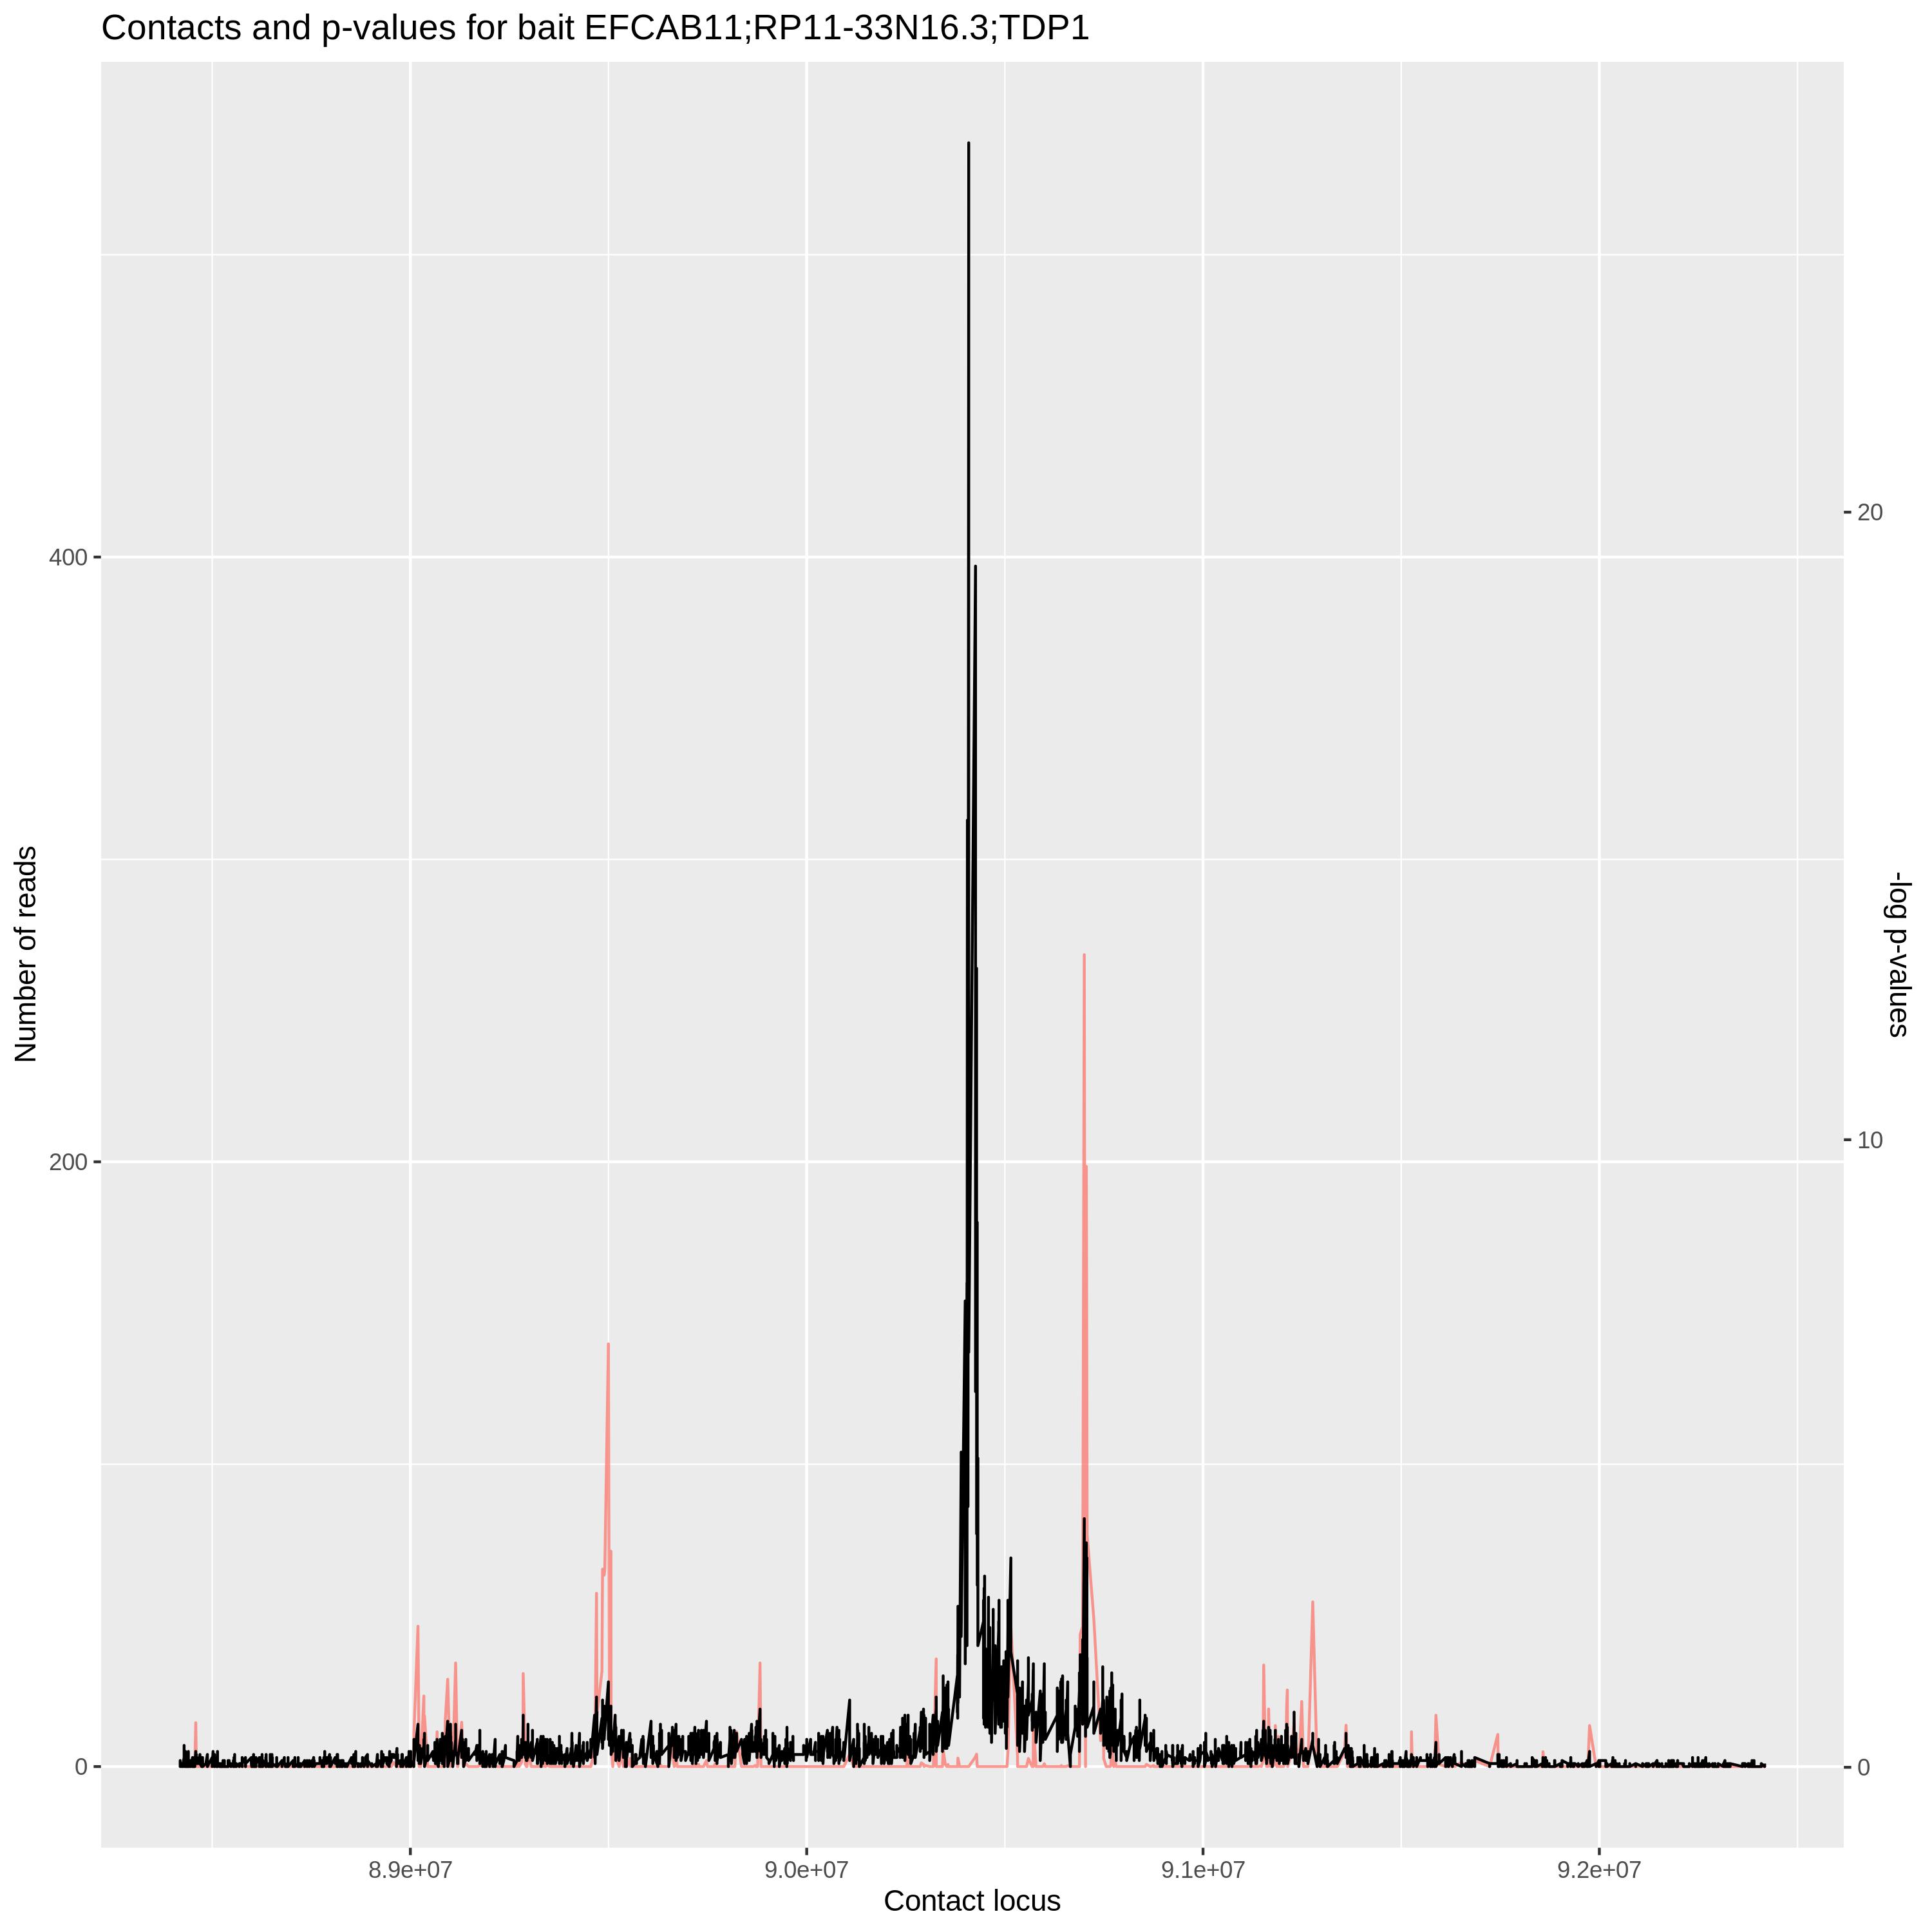 Contacts and p-values for bait EFCAB11;RP11-33N16.3;TDP1
Number of reads
400
200
0
20
10
0
-log p-values
8.9e+07
9.0e+07
9.1e+07
9.2e+07
Contact locus